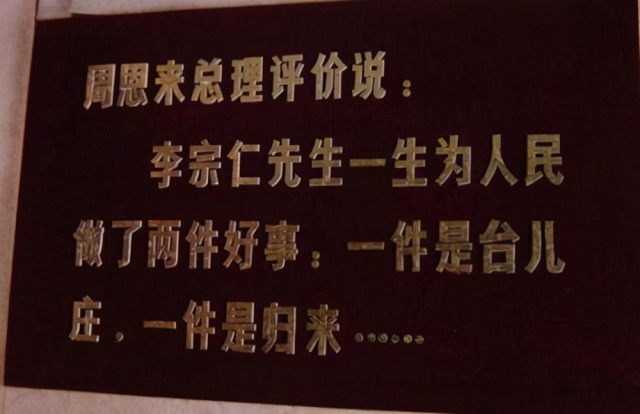 周恩来总理评价说：
李宗仁先生一生为人民
做了两件好事：一件是台儿
庄，一件是归来……